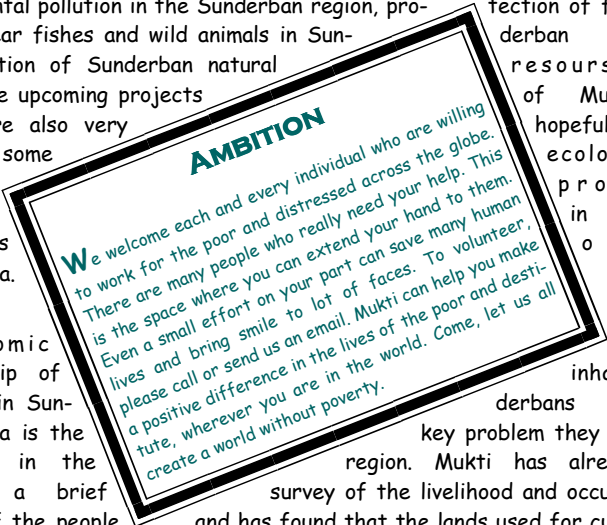 ntal pollution in the Sunderban region, pro-
ear fishes and wild animals in Sun-
tion of Sunderban natural
e upcoming projects
re also very
some
s
a.
omic
ip of
in Sun-
a is the
in the
a brief
f the people
AMBITION
We welcome each and every individual who are willing
to work for the poor and distressed across the globe.
There are many people who really need your help. This
is the space where you can extend your hand to them.
Even a small effort on your part can save many human
lives and bring smile to lot of faces. To volunteer,
please call or send us an email. Mukti can help you make
a positive difference in the lives of the poor and desti-
tute, wherever you are in the world. Come, let us all
create a world without poverty.
tection of t
derban
resours
of Mu
hopeful
ecolo
pro
in
o
inha
derbans
key problem they
region. Mukti has alre
survey of the livelihood and occu
and has found that the lands used for cu